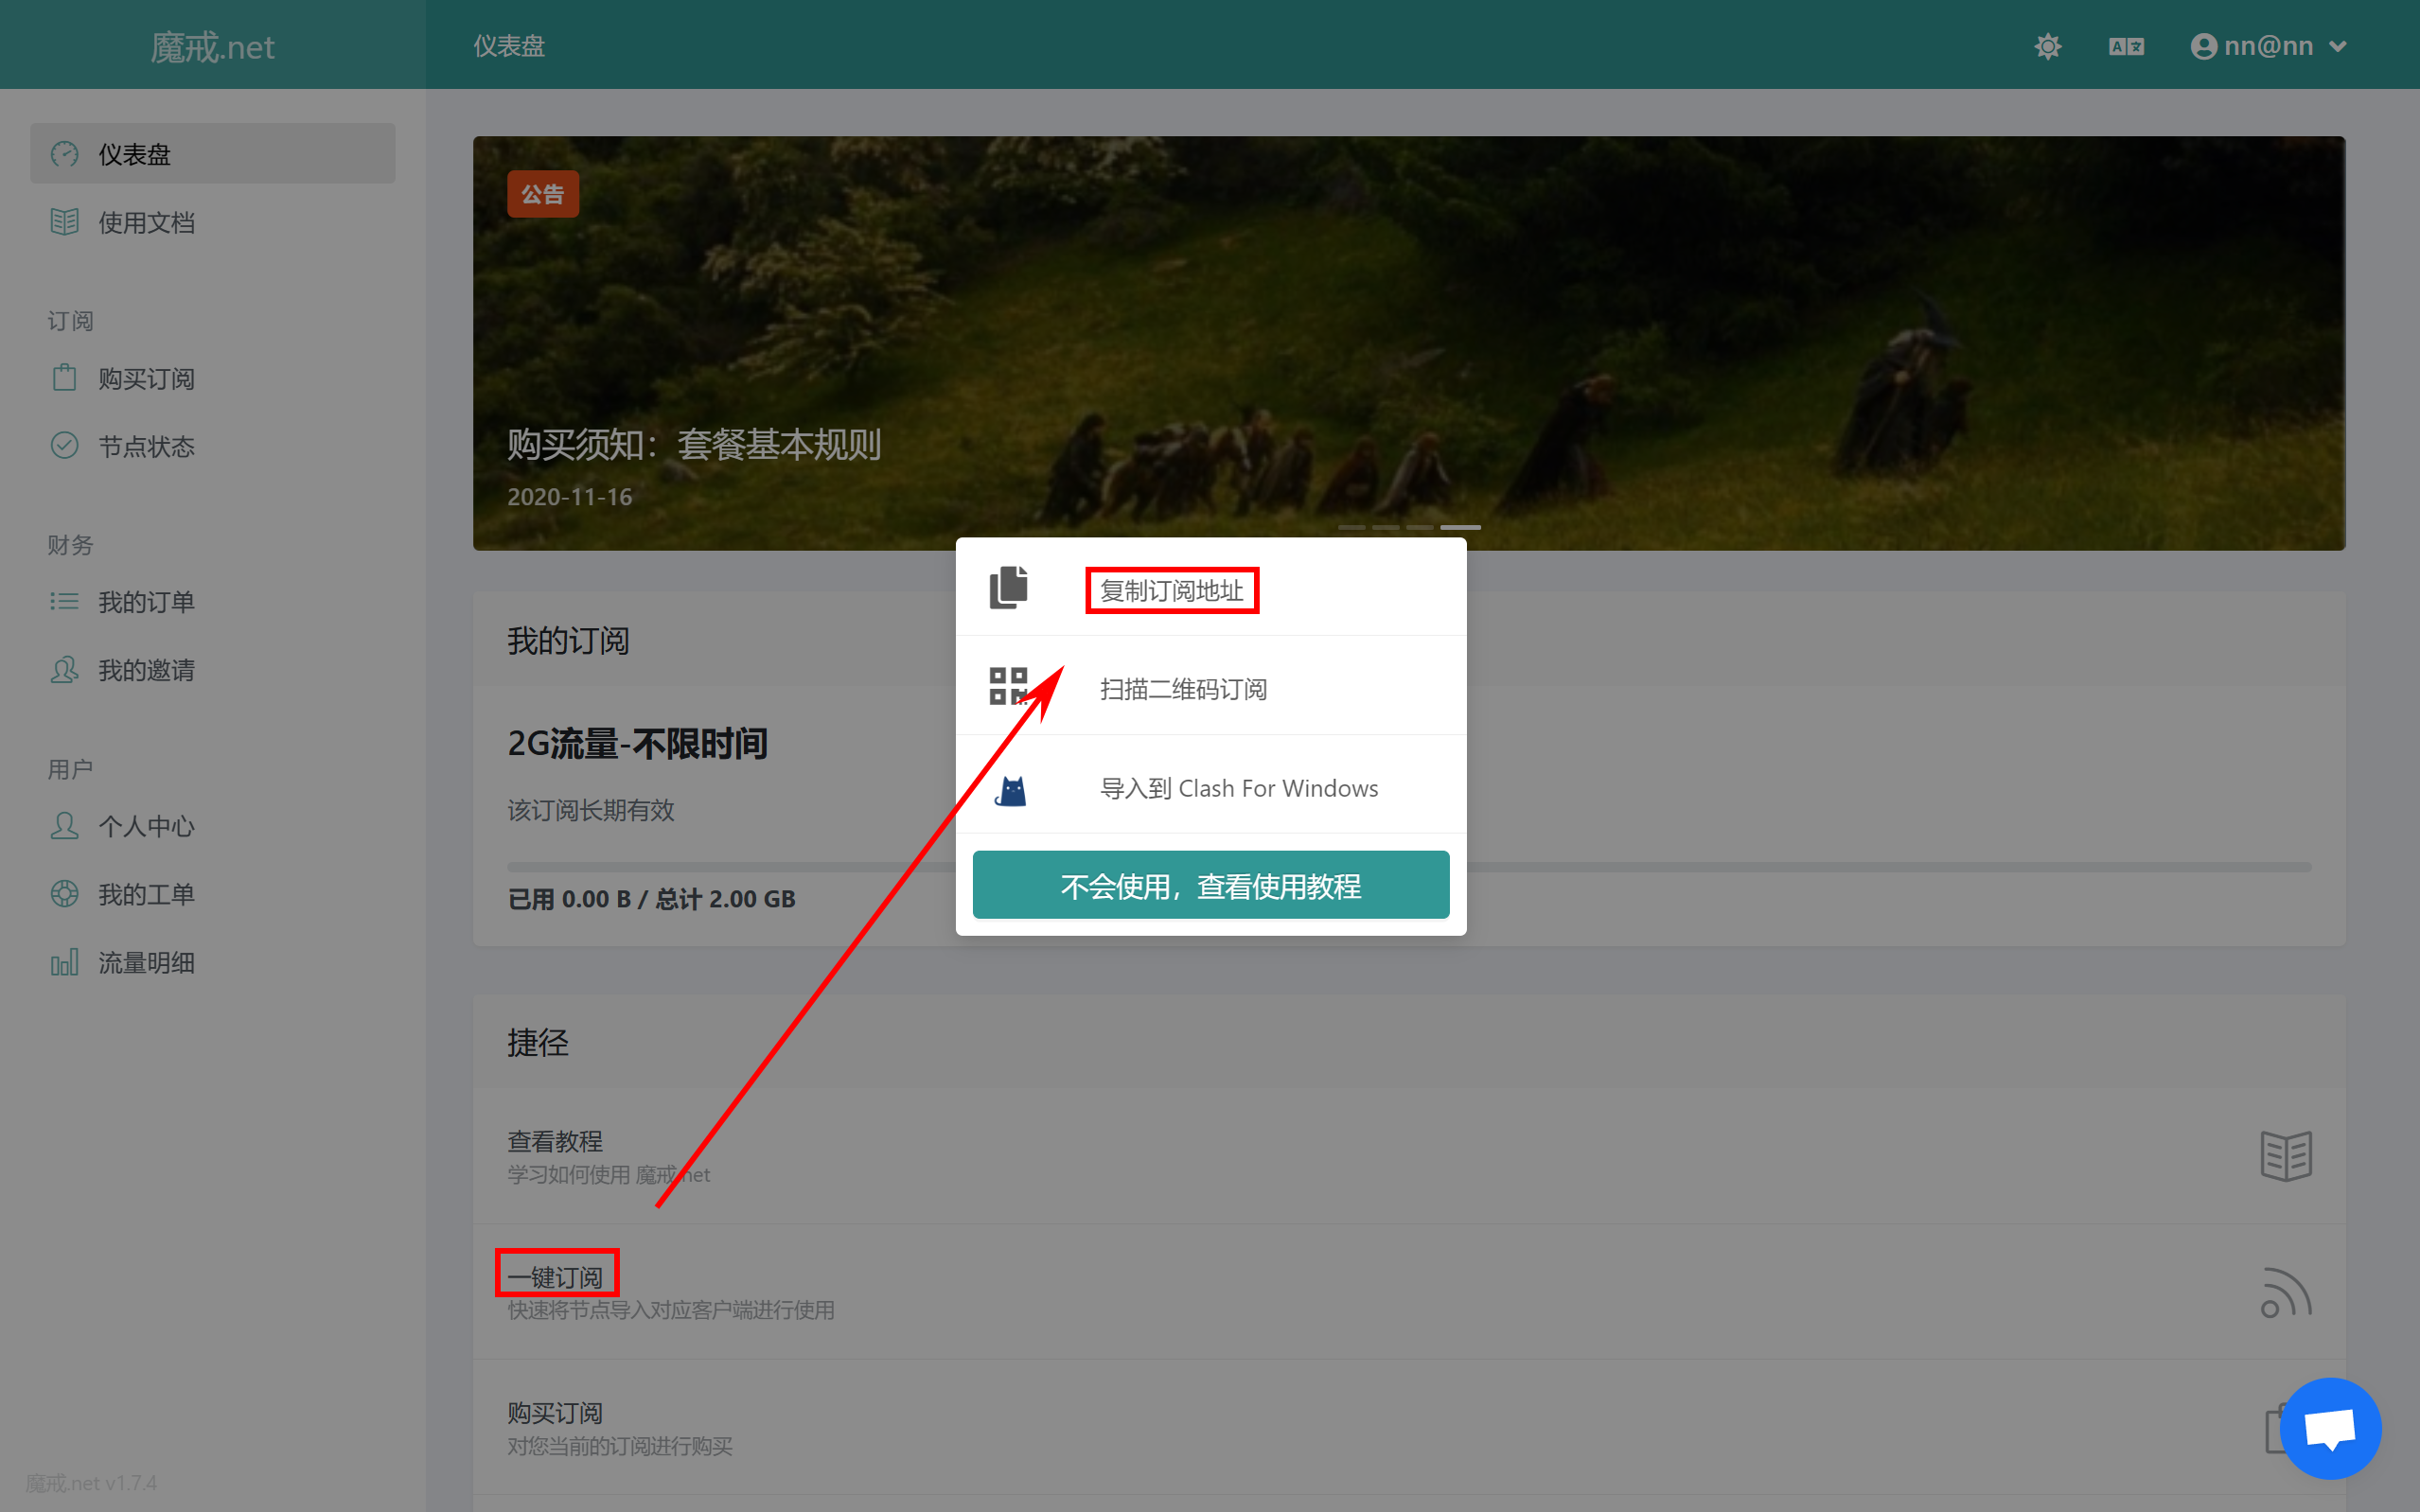 魔戒.net
仪表盘
nn@nn
仪表盘
使用文档
订阅
购买订阅
节点状态
财务
我的订单
我的邀请
用户
个人中心
我的工单
流量明细
魔戒.net v1.7.4
公告
购买须知：套餐基本规则
2020-11-16
我的订阅
2G流量-不限时间
该订阅长期有效
已用 0.00 B / 总计 2.00 GB
复制订阅地址
扫描二维码订阅
导入到 Clash For Windows
不会使用，查看使用教程
捷径
查看教程
学习如何使用 魔戒.net
一键订阅
快速将节点导入对应客户端进行使用
购买订阅
对您当前的订阅进行购买